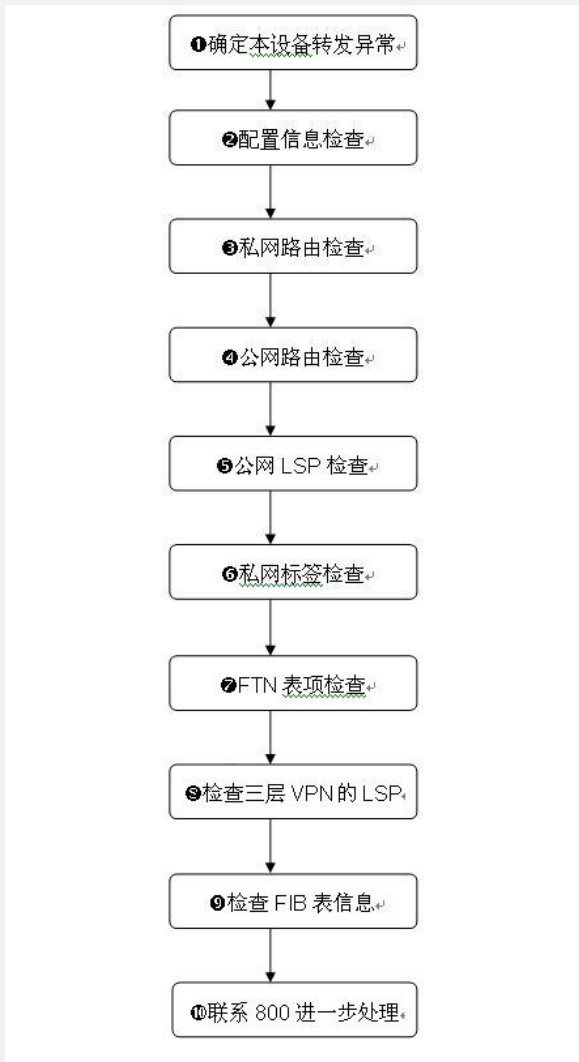 ❶确定本设备转发异常
❷配置信息检查
❸私网路由检查
❹公网路由检查
❺公网 LSP 检查
❻私网标签检查
❼FTN 表项检查
❽检查三层 VPN 的 LSP
❾检查 FIB 表信息
❿联系 800 进一步处理